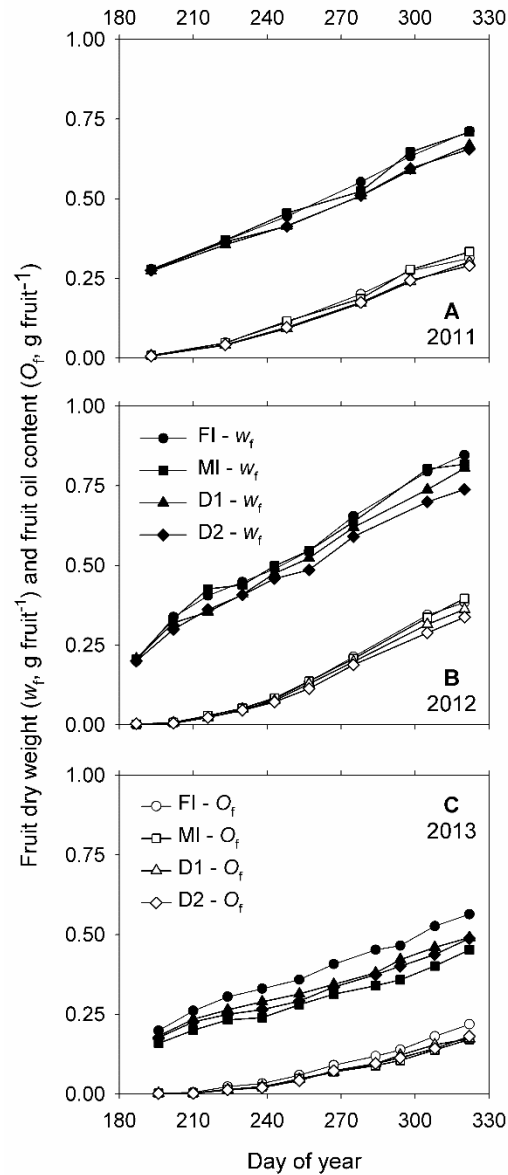 180 210 240 270 300 330
1.00
0.75
0.50
0.25
0.00
A
2011
1.00
0.75
0.50
0.25
0.00
FI - wf
MI - wf
D1 - wf
D2 - wf
B
2012
1.00
0.75
0.50
0.25
0.00
FI - Of
MI - Of
D1 - Of
D2 - Of
C
2013
180 210 240 270 300 330
Day of year
Fruit dry weight (wf, g fruit⁻¹) and fruit oil content (Of, g fruit⁻¹)